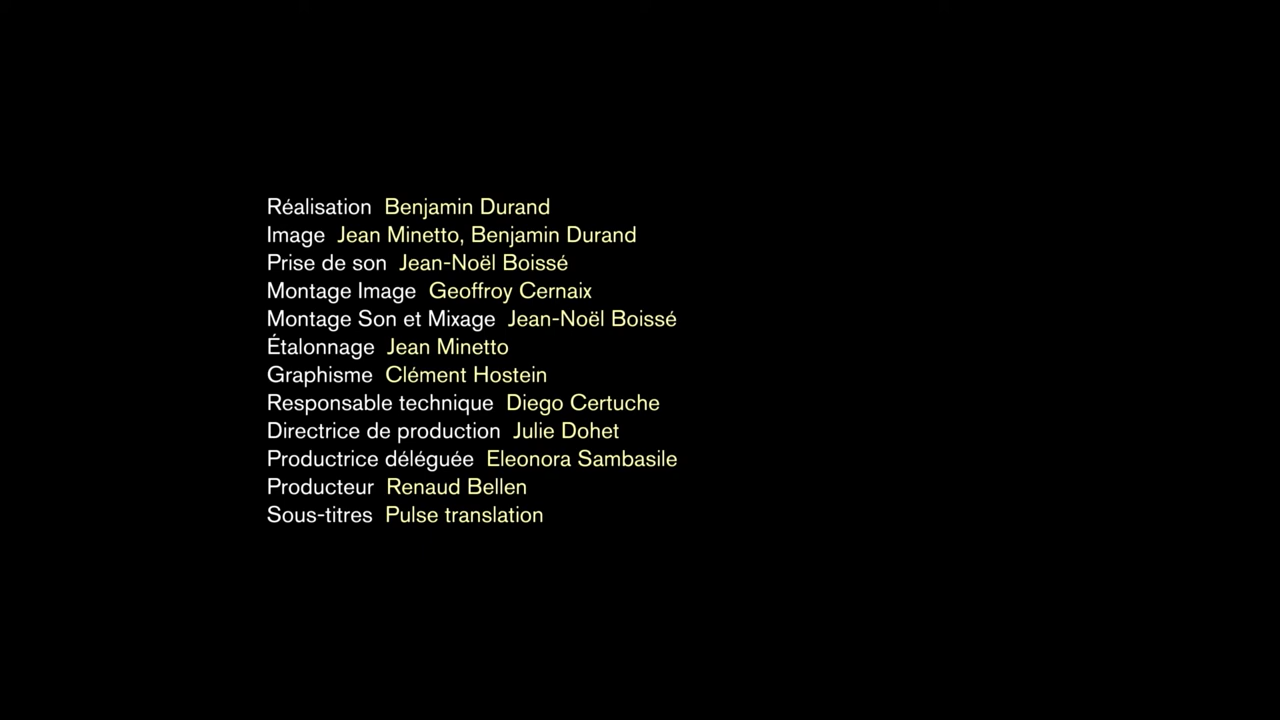 Réalisation Benjamin Durand
Image Jean Minetto, Benjamin Durand
Prise de son Jean-Noël Boissé
Montage Image Geoffroy Cernaix
Montage Son et Mixage Jean-Noël Boissé
Étalonnage Jean Minetto
Graphisme Clément Hostein
Responsable technique Diego Certuche
Directrice de production Julie Dohet
Productrice déléguée Eleonora Sambasile
Producteur Renaud Bellen
Sous-titres Pulse translation